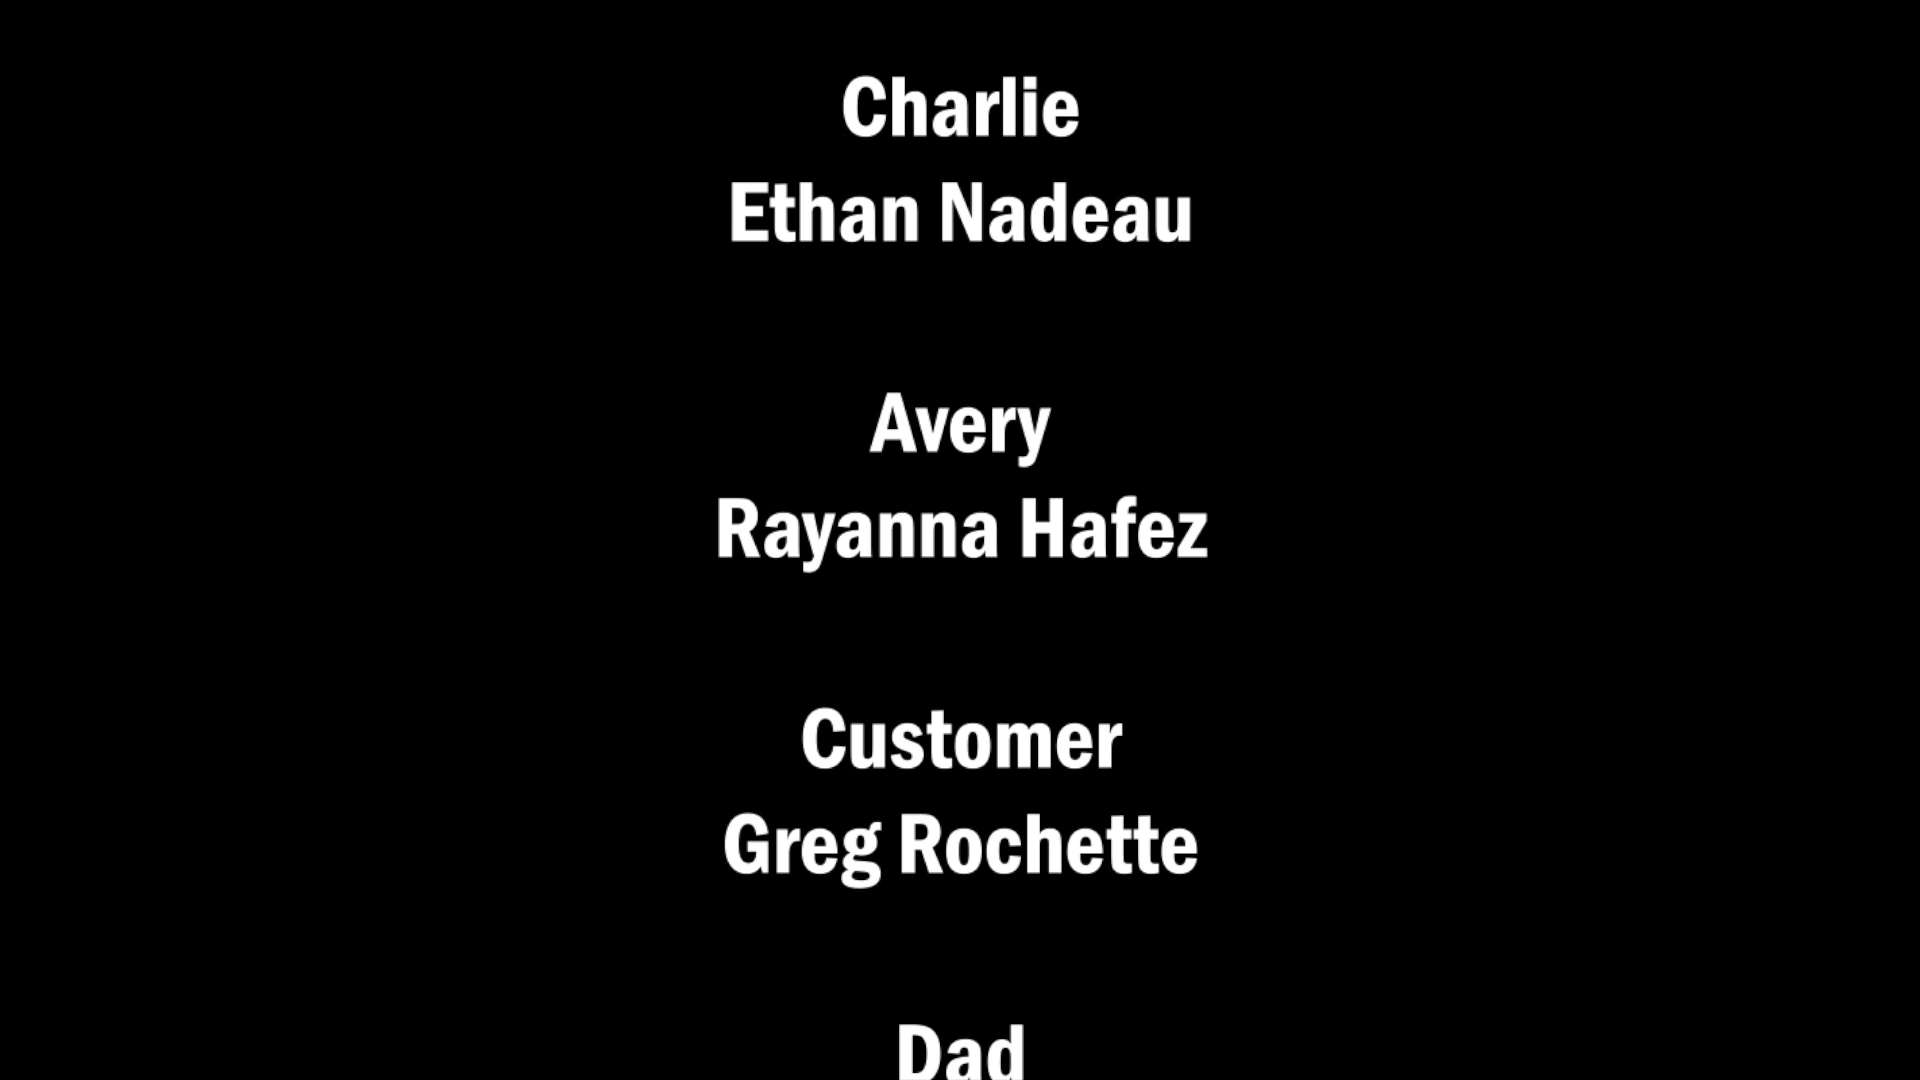 Charlie
Ethan Nadeau
Avery
Rayanna Hafez
Customer
Greg Rochette
Dad